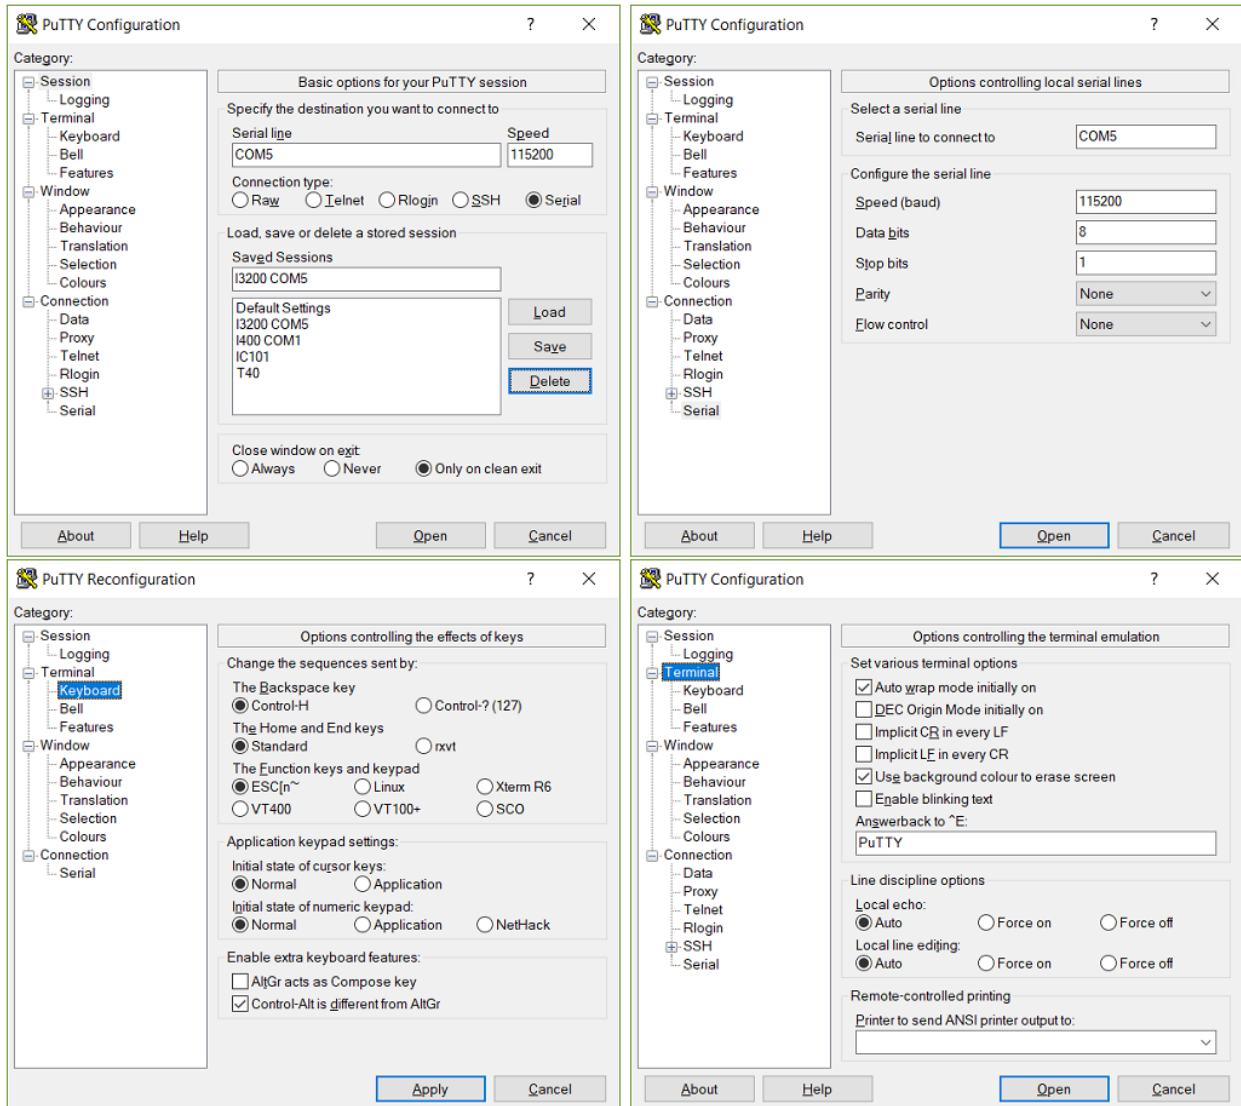 PuTTY Configuration
Category:
Session
Logging
Terminal
Keyboard
Bell
Features
Window
Appearance
Behaviour
Translation
Selection
Colours
Connection
Data
Proxy
Telnet
Rlogin
SSH
Serial
Basic options for your PuTTY session
Specify the destination you want to connect to
Serial line Speed
COM5 115200
Connection type:
Raw Telnet Rlogin SSH Serial
Load, save or delete a stored session
Saved Sessions
I3200 COM5
Default Settings
I3200 COM5
I400 COM1
IC101
T40
Load
Save
Delete
Close window on exit:
Always Never Only on clean exit
About Help Open Cancel
PuTTY Configuration
Category:
Session
Logging
Terminal
Keyboard
Bell
Features
Window
Appearance
Behaviour
Translation
Selection
Colours
Connection
Data
Proxy
Telnet
Rlogin
SSH
Serial
Options controlling local serial lines
Select a serial line
Serial line to connect to COM5
Configure the serial line
Speed (baud) 115200
Data bits 8
Stop bits 1
Parity None
Flow control None
About Help Open Cancel
PuTTY Reconfiguration
Category:
Session
Logging
Terminal
Keyboard
Bell
Features
Window
Appearance
Behaviour
Translation
Selection
Colours
Connection
Serial
Options controlling the effects of keys
Change the sequences sent by:
The Backspace key
Control-H Control-? (127)
The Home and End keys
Standard rxvt
The Function keys and keypad
ESC[n~ Linux Xterm R6
VT400 VT100+ SCO
Application keypad settings:
Initial state of cursor keys:
Normal Application
Initial state of numeric keypad:
Normal Application NetHack
Enable extra keyboard features:
AltGr acts as Compose key
Control-Alt is different from AltGr
Apply Cancel
PuTTY Configuration
Category:
Session
Logging
Terminal
Keyboard
Bell
Features
Window
Appearance
Behaviour
Translation
Selection
Colours
Connection
Data
Proxy
Telnet
Rlogin
SSH
Serial
Options controlling the terminal emulation
Set various terminal options
Auto wrap mode initially on
DEC Origin Mode initially on
Implicit CR in every LF
Implicit LF in every CR
Use background colour to erase screen
Enable blinking text
Answerback to ^E:
PuTTY
Line discipline options
Local echo:
Auto Force on Force off
Local line editing:
Auto Force on Force off
Remote-controlled printing
Printer to send ANSI printer output to:
About Help Open Cancel